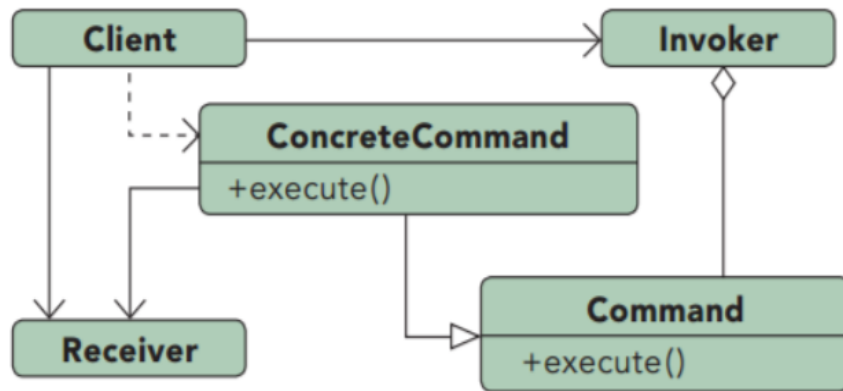 Client
Invoker
ConcreteCommand
+execute()
Command
Receiver
+execute()